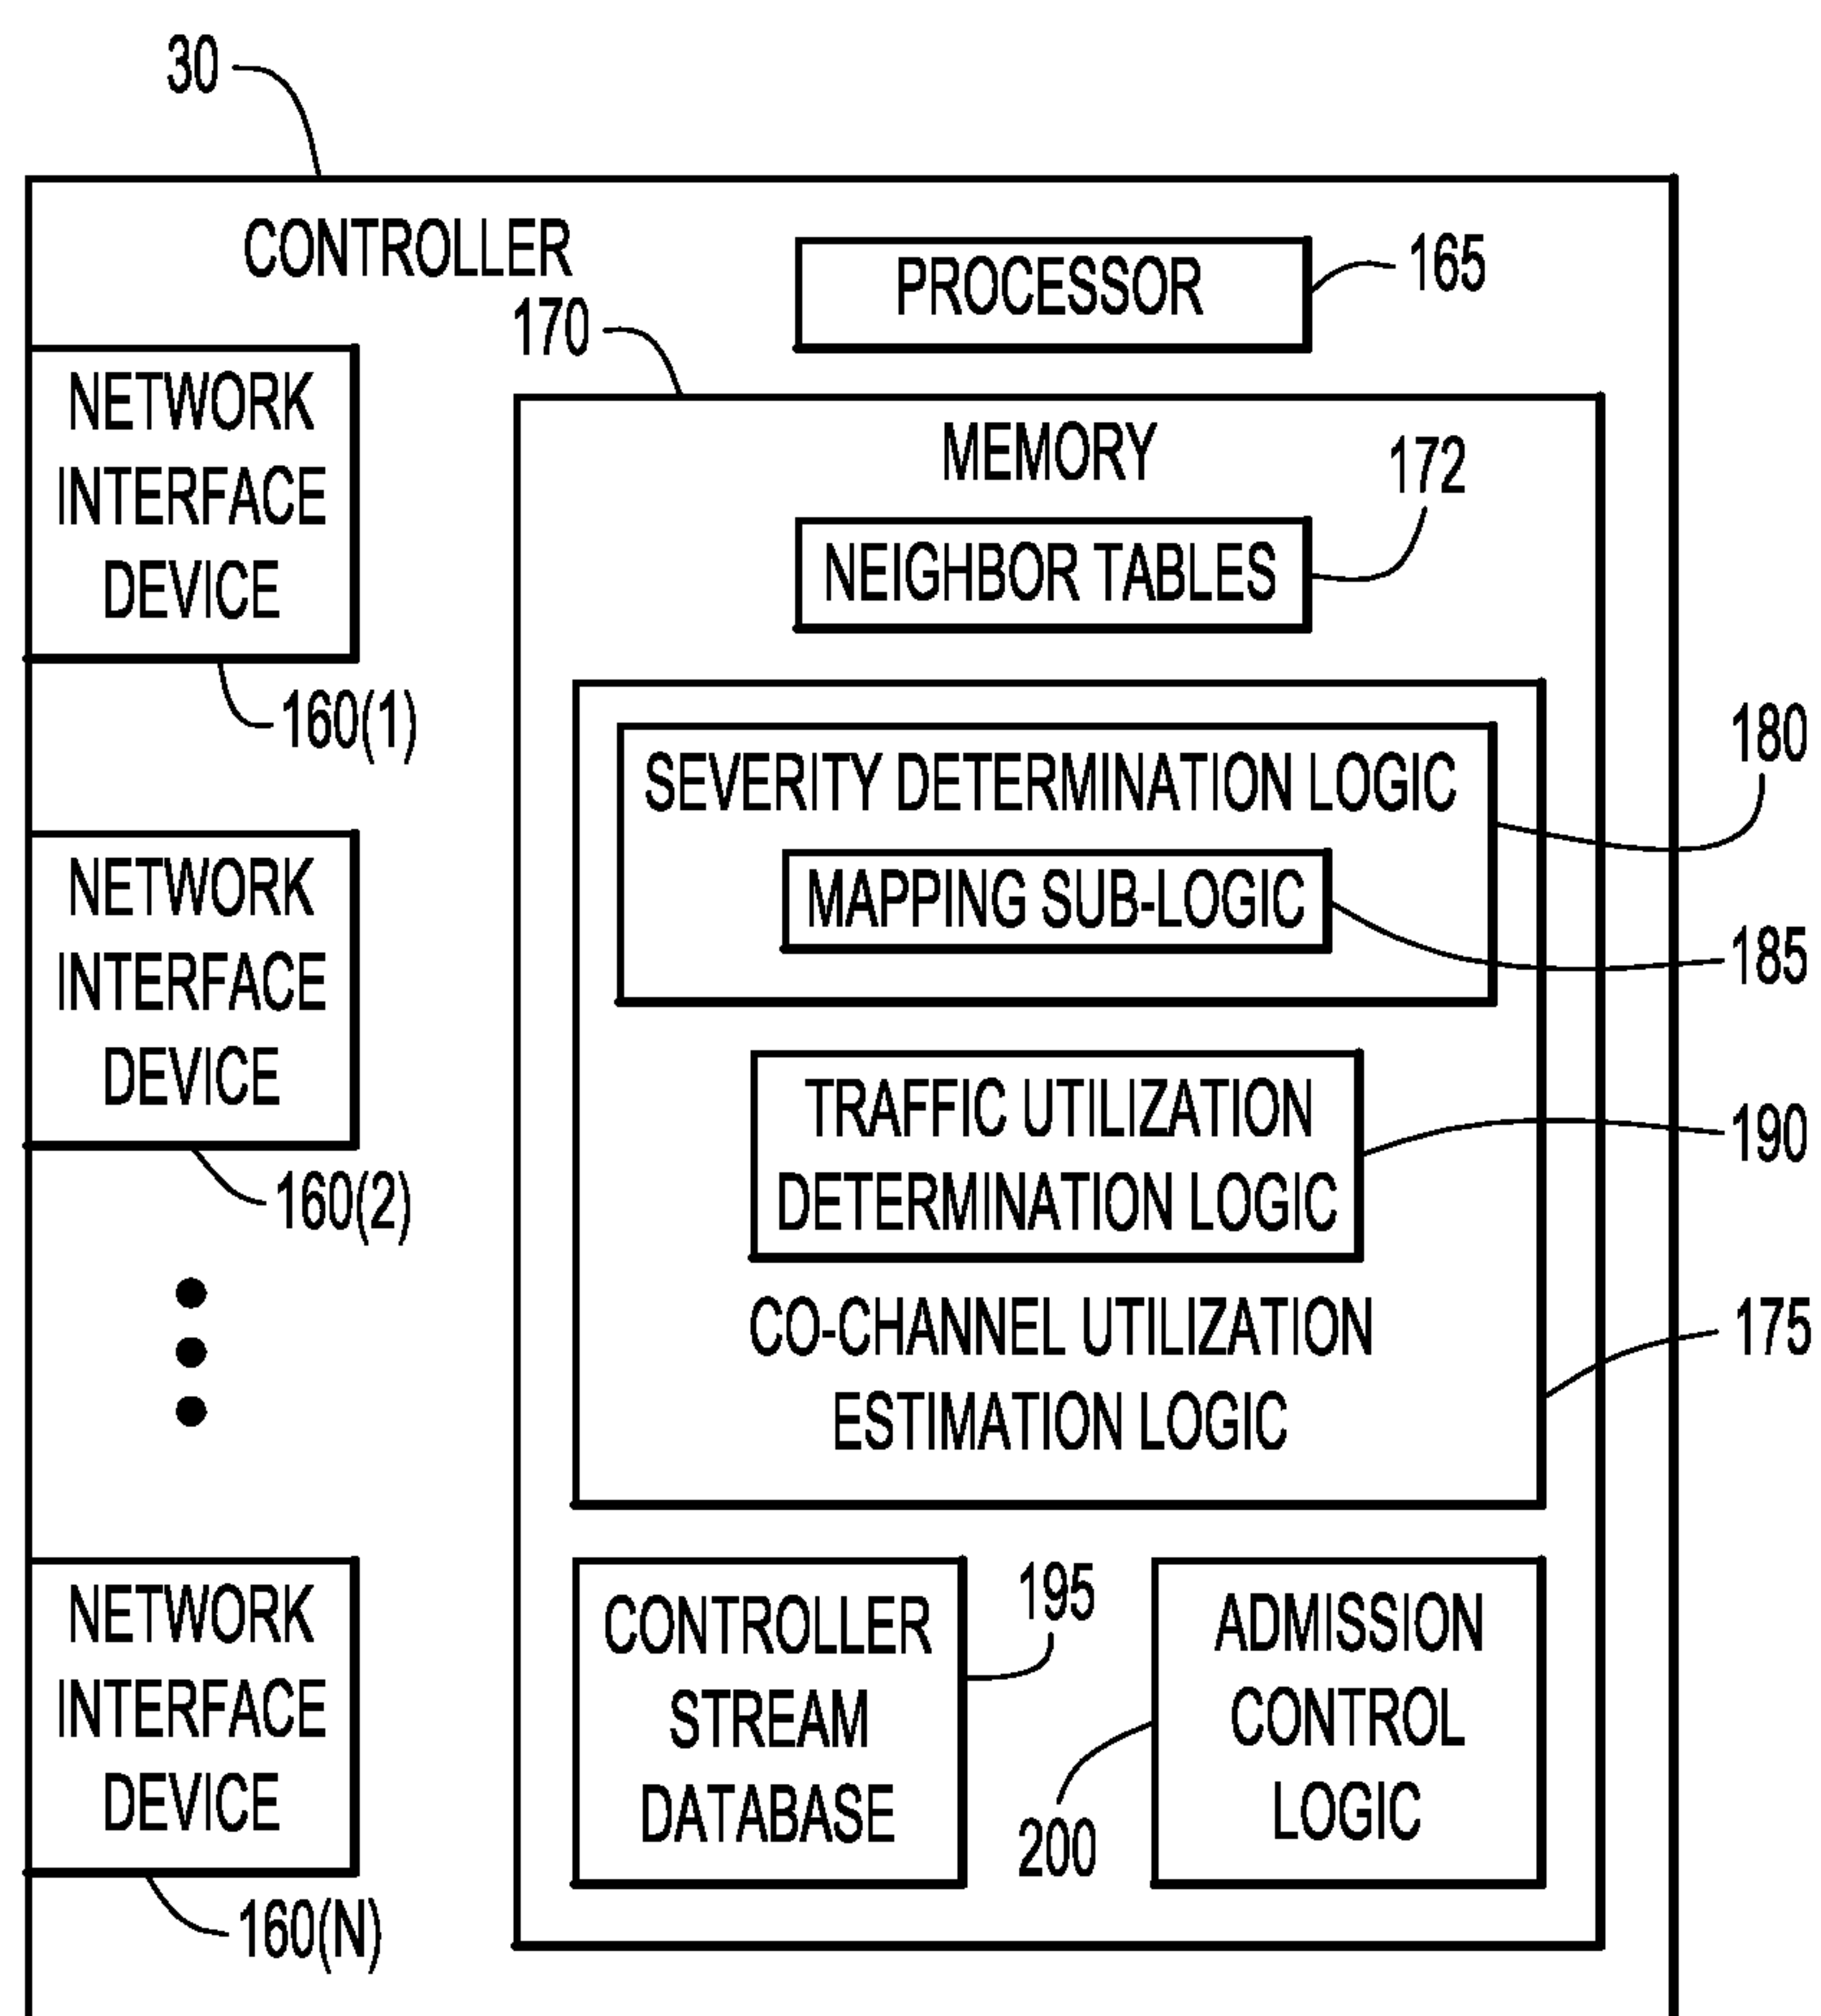 30
CONTROLLER
PROCESSOR
165
170
NETWORK
INTERFACE
DEVICE
160(1)
MEMORY
172
NEIGHBOR TABLES
SEVERITY DETERMINATION LOGIC
180
MAPPING SUB-LOGIC
185
NETWORK
INTERFACE
DEVICE
160(2)
TRAFFIC UTILIZATION
DETERMINATION LOGIC
190
CO-CHANNEL UTILIZATION
ESTIMATION LOGIC
175
NETWORK
INTERFACE
DEVICE
160(N)
CONTROLLER
STREAM
DATABASE
195
ADMISSION
CONTROL
LOGIC
200